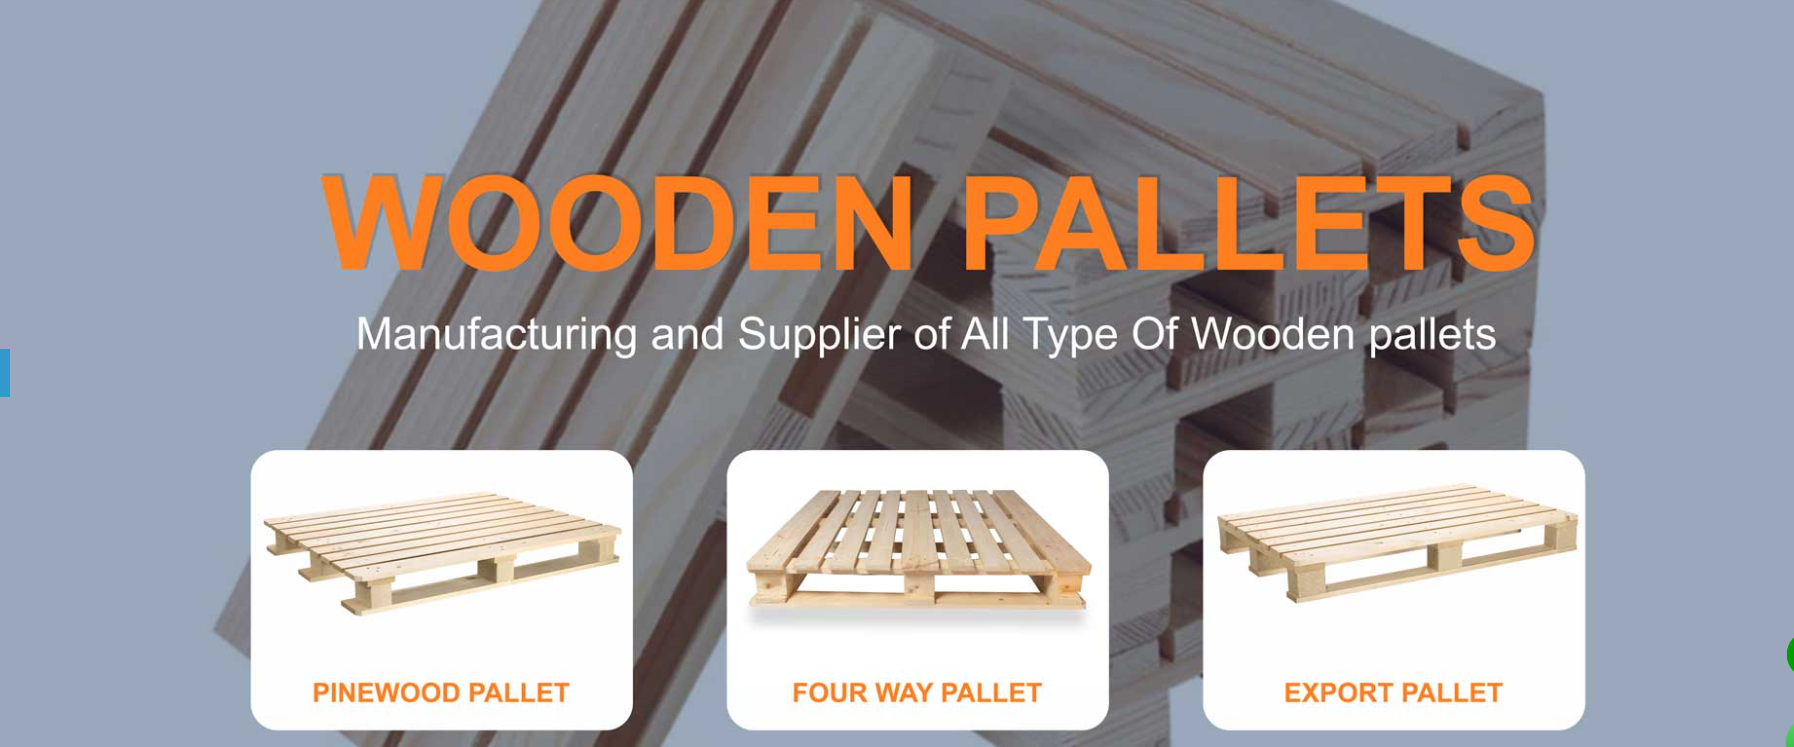 WOODEN PALLETS
Manufacturing and Supplier of All Type Of Wooden pallets
PINEWOOD PALLET
FOUR WAY PALLET
EXPORT PALLET